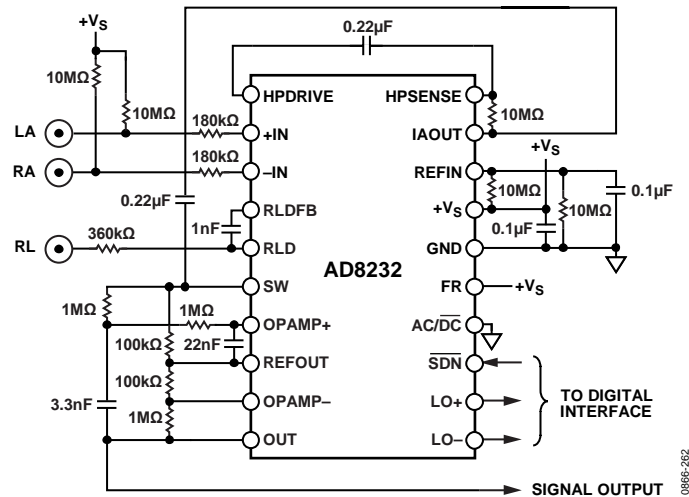 0.22µF
+VS
10MΩ
10MΩ
HPDRIVE
HPSENSE
10MΩ
LA
180kΩ
+IN
IAOUT
+VS
RA
180kΩ
–IN
REFIN
0.22µF
10MΩ
0.1µF
RLDFB
+VS
10MΩ
1nF
0.1µF
RL
360kΩ
RLD
GND
AD8232
SW
FR
+VS
1MΩ
1MΩ
OPAMP+
AC/DC
100kΩ
22nF
REFOUT
SDN
100kΩ
TO DIGITAL
INTERFACE
3.3nF
OPAMP–
LO+
1MΩ
OUT
LO–
SIGNAL OUTPUT
0866-262